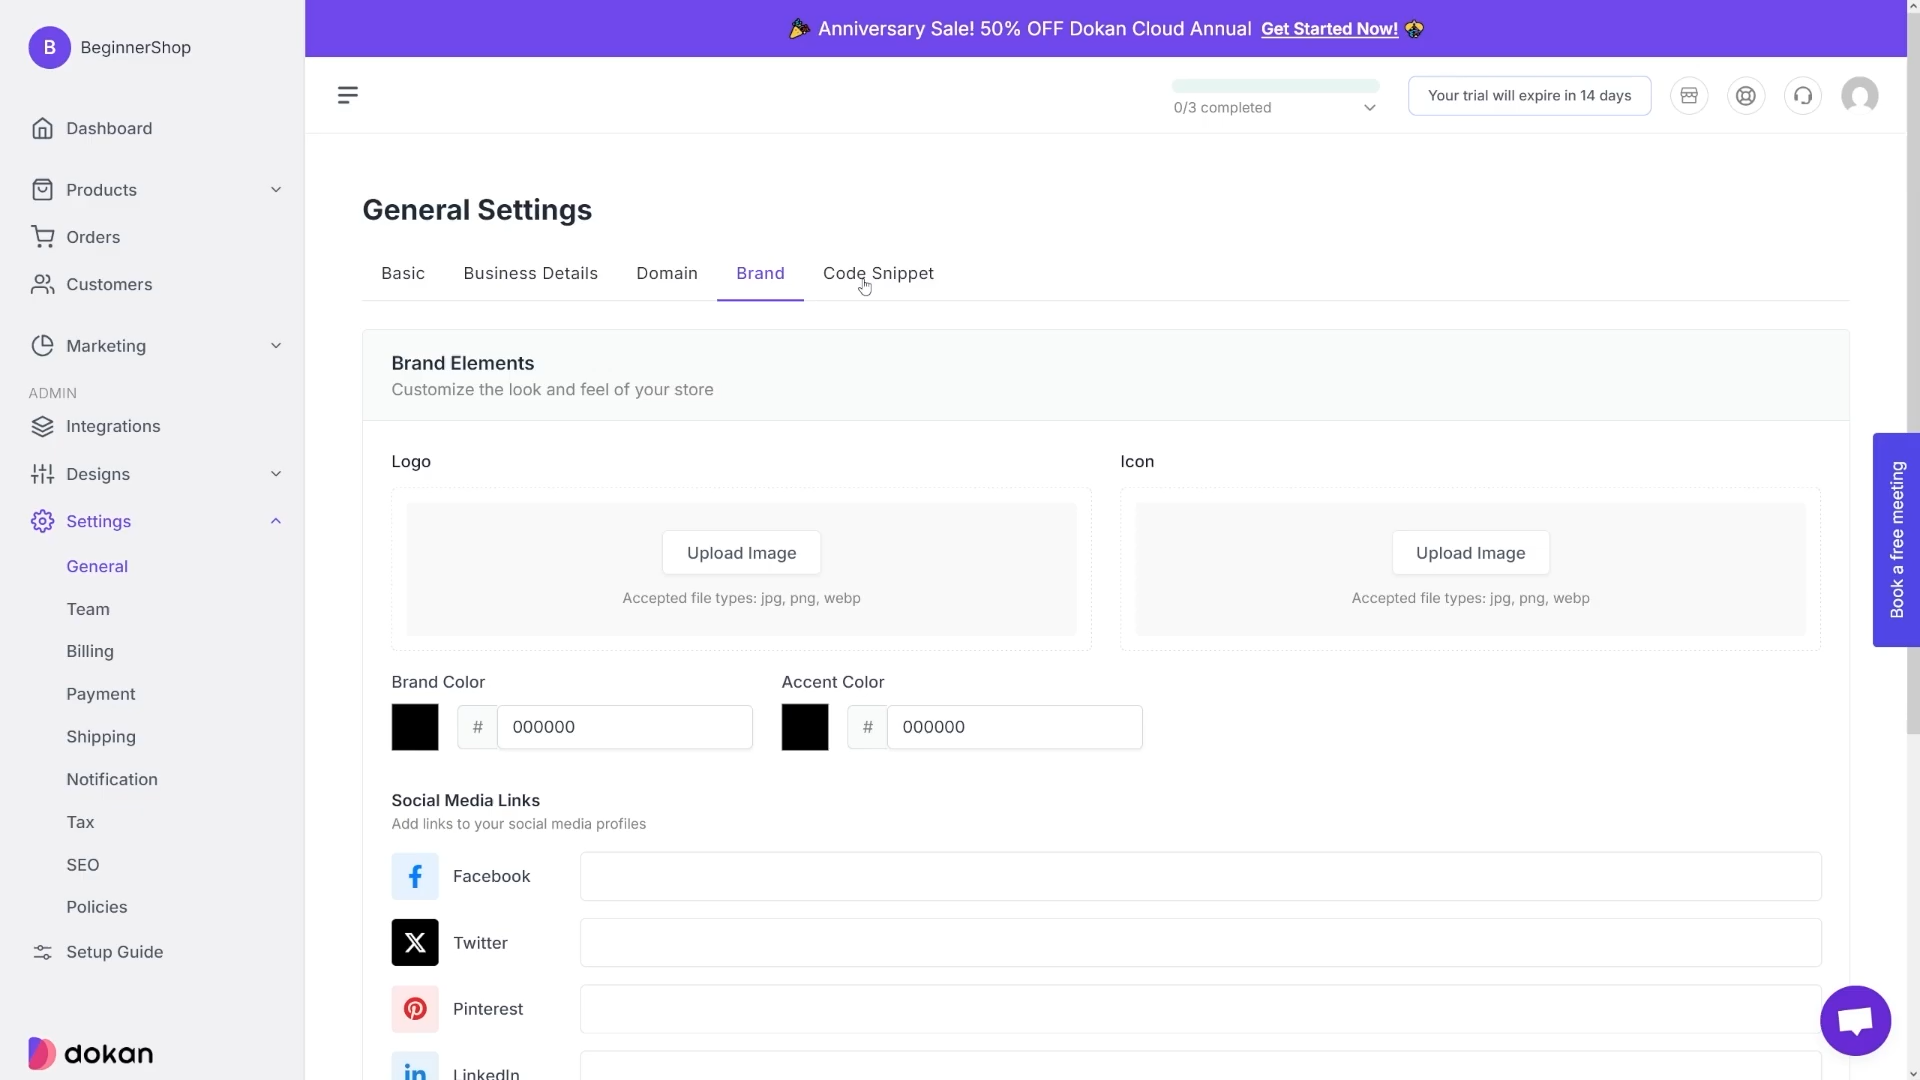 Anniversary Sale! 50% OFF Dokan Cloud Annual Get Started Now!
B BeginnerShop
0/3 completed
Your trial will expire in 14 days
Dashboard
Products
Orders
Customers
Marketing
ADMIN
Integrations
Designs
Settings
General
Team
Billing
Payment
Shipping
Notification
Tax
SEO
Policies
Setup Guide
dokan
General Settings
Basic Business Details Domain Brand Code Snippet
Brand Elements
Customize the look and feel of your store
Logo Icon
Upload Image Upload Image
Accepted file types: jpg, png, webp Accepted file types: jpg, png, webp
Brand Color Accent Color
# 000000 # 000000
Social Media Links
Add links to your social media profiles
Facebook
Twitter
Pinterest
LinkedIn
Book a free meeting